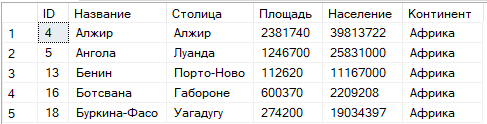 ID Название Столица Площадь Население Континент
1 4 Алжир Алжир 2381740 39813722 Африка
2 5 Ангола Луанда 1246700 25831000 Африка
3 13 Бенин Порто-Ново 112620 11167000 Африка
4 16 Ботсвана Габороне 600370 2209208 Африка
5 18 Буркина-Фасо Уагадугу 274200 19034397 Африка